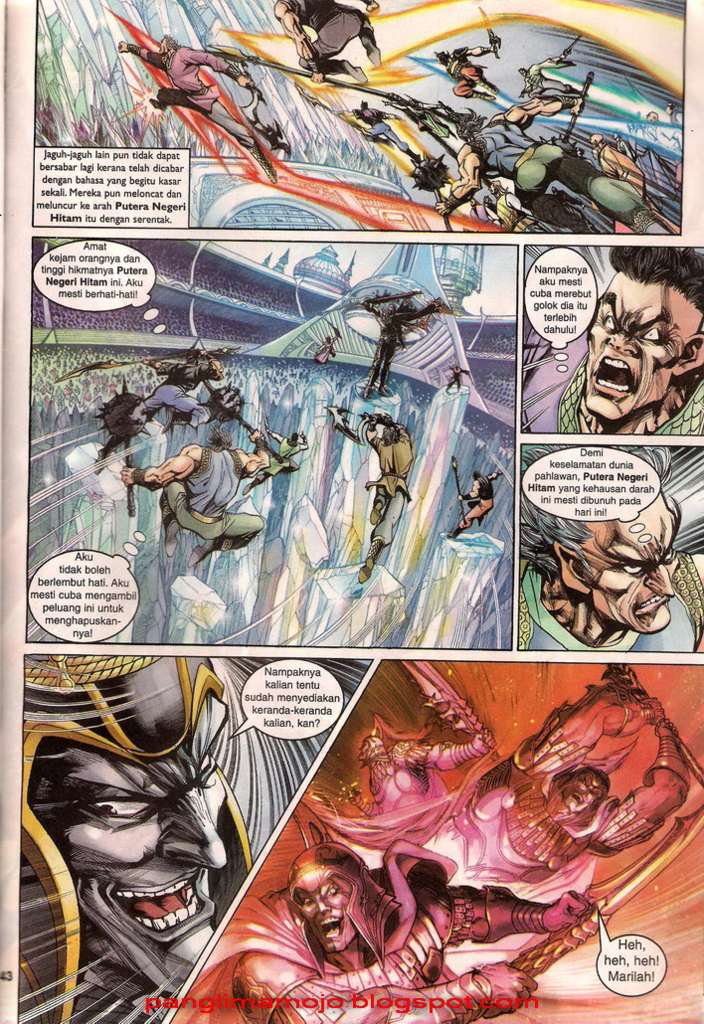 Jaguh-jaguh lain pun tidak dapat
bersabar lagi kerana telah dicabar
dengan bahasa yang begitu kasar
sekali. Mereka pun meloncat dan
meluncur ke arah Putera Negeri
Hitam itu dengan serentak.
Amat
kejam orangnya dan
tinggi hikmatnya Putera
Negeri Hitam ini. Aku
mesti berhati-hati!
Nampaknya
aku mesti
cuba merebut
golok dia itu
terlebih
dahulu!
Demi
keselamatan dunia
pahlawan, Putera Negeri
Hitam yang kehausan darah
ini mesti dibunuh pada
hari ini!
Aku
tidak boleh
berlembut hati. Aku
mesti cuba mengambil
peluang ini untuk
menghapuskan-
nya!
Nampaknya
kalian tentu
sudah menyediakan
keranda-keranda
kalian, kan?
Heh,
heh, heh!
Marilah!
43
panglimamojo.blogspot.com